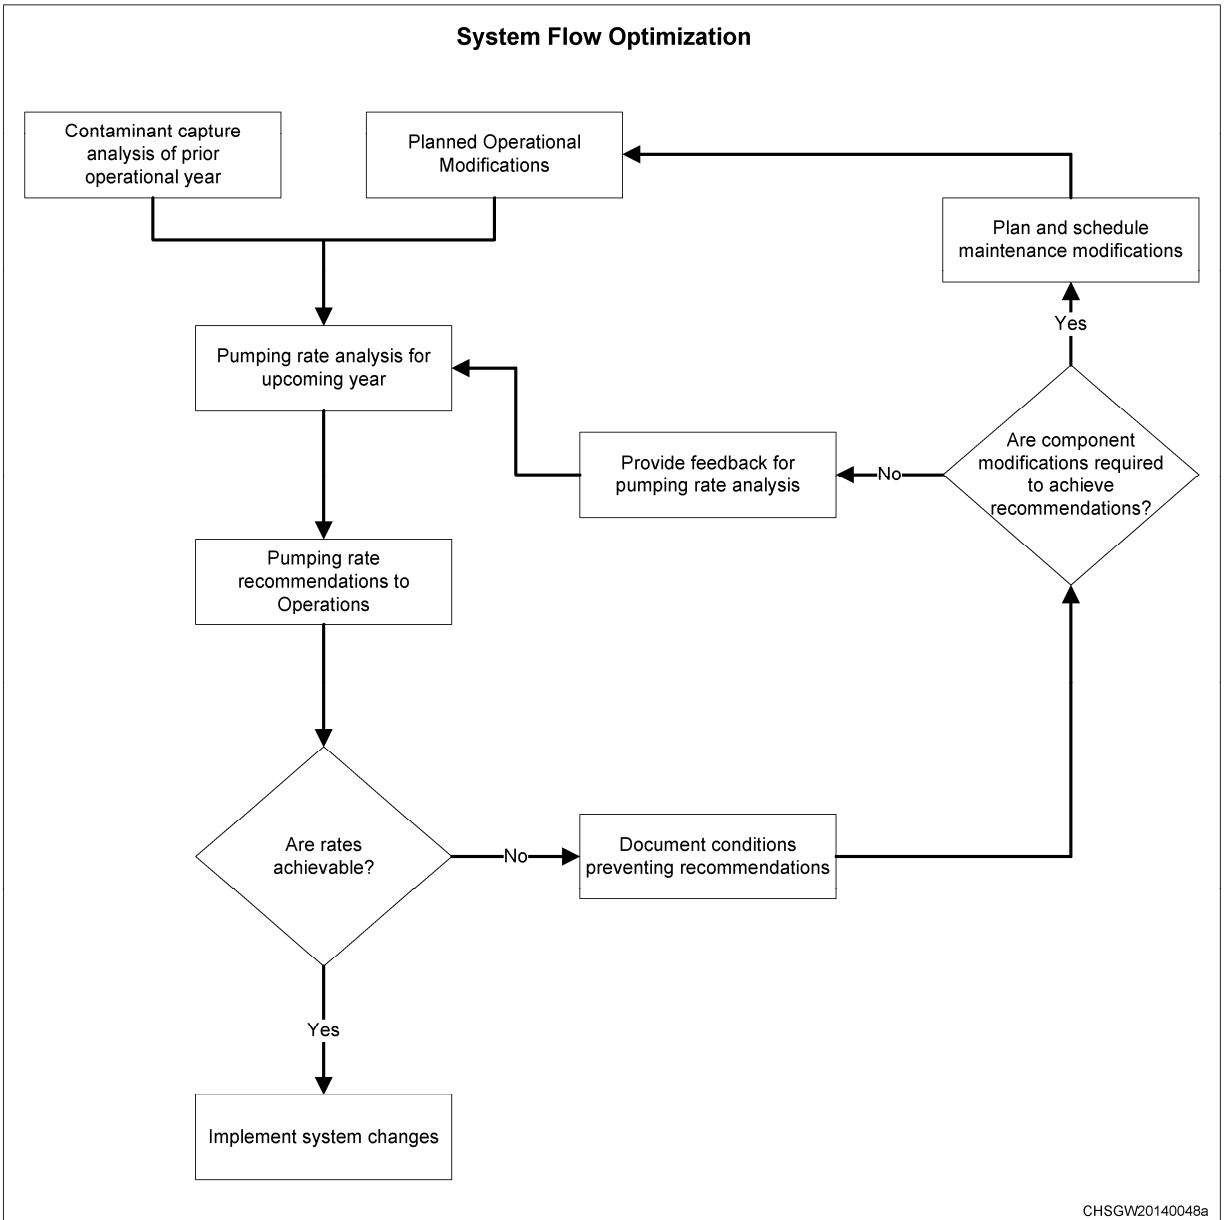 System Flow Optimization
Contaminant capture
analysis of prior
operational year
Planned Operational
Modifications
Plan and schedule
maintenance modifications
Yes
Pumping rate analysis for
upcoming year
Are component
modifications required
to achieve
recommendations?
No
Provide feedback for
pumping rate analysis
Pumping rate
recommendations to
Operations
Are rates
achievable?
No
Document conditions
preventing recommendations
Yes
Implement system changes
CHSGW20140048a